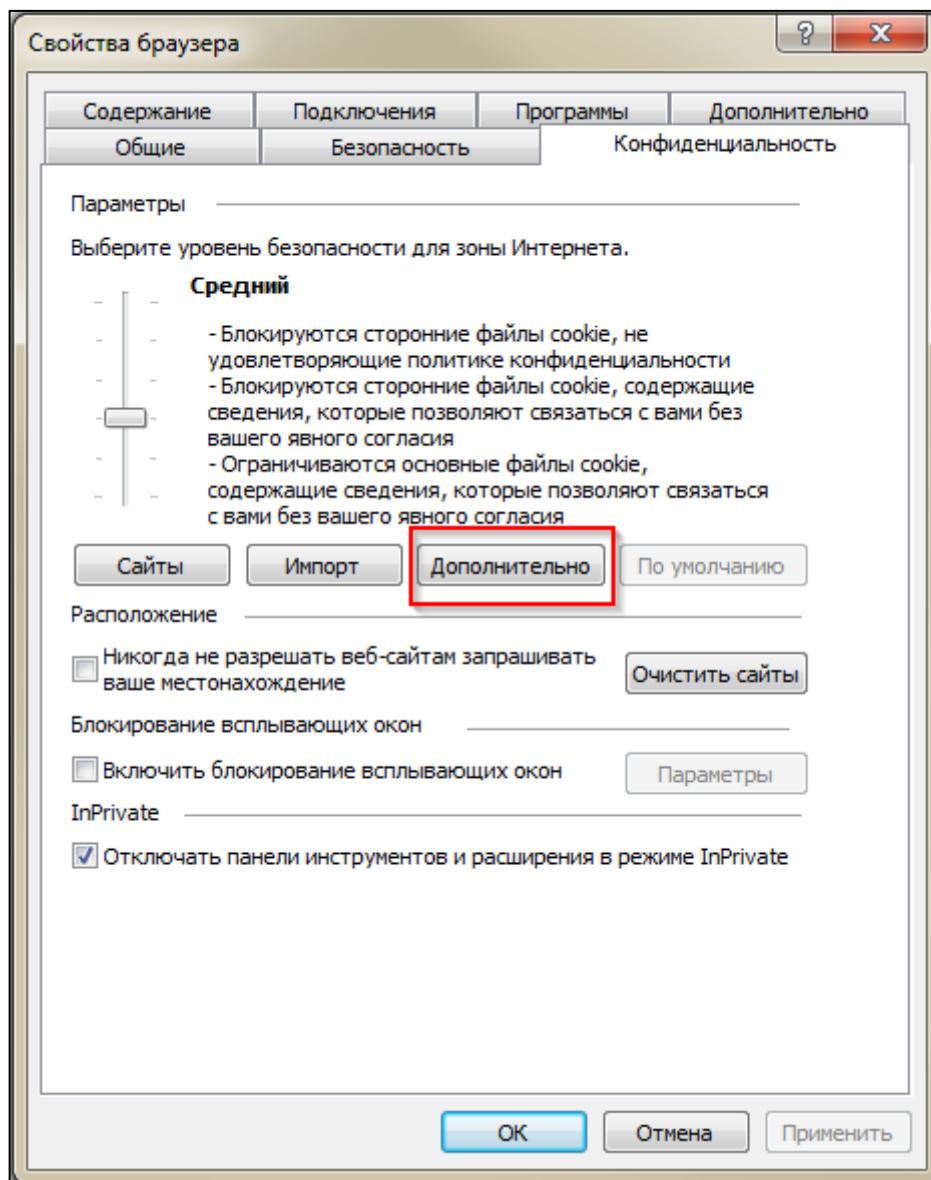 Свойства браузера
Содержание Подключения Программы Дополнительно
Общие Безопасность Конфиденциальность
Параметры
Выберите уровень безопасности для зоны Интернета.
Средний
- Блокируются сторонние файлы cookie, не
удовлетворяющие политике конфиденциальности
- Блокируются сторонние файлы cookie, содержащие
сведения, которые позволяют связаться с вами без
вашего явного согласия
- Ограничиваются основные файлы cookie,
содержащие сведения, которые позволяют связаться
с вами без вашего явного согласия
Сайты Импорт Дополнительно По умолчанию
Расположение
Никогда не разрешать веб-сайтам запрашивать
ваше местонахождение
Очистить сайты
Блокирование всплывающих окон
Включить блокирование всплывающих окон Параметры
InPrivate
Отключать панели инструментов и расширения в режиме InPrivate
ОК Отмена Применить